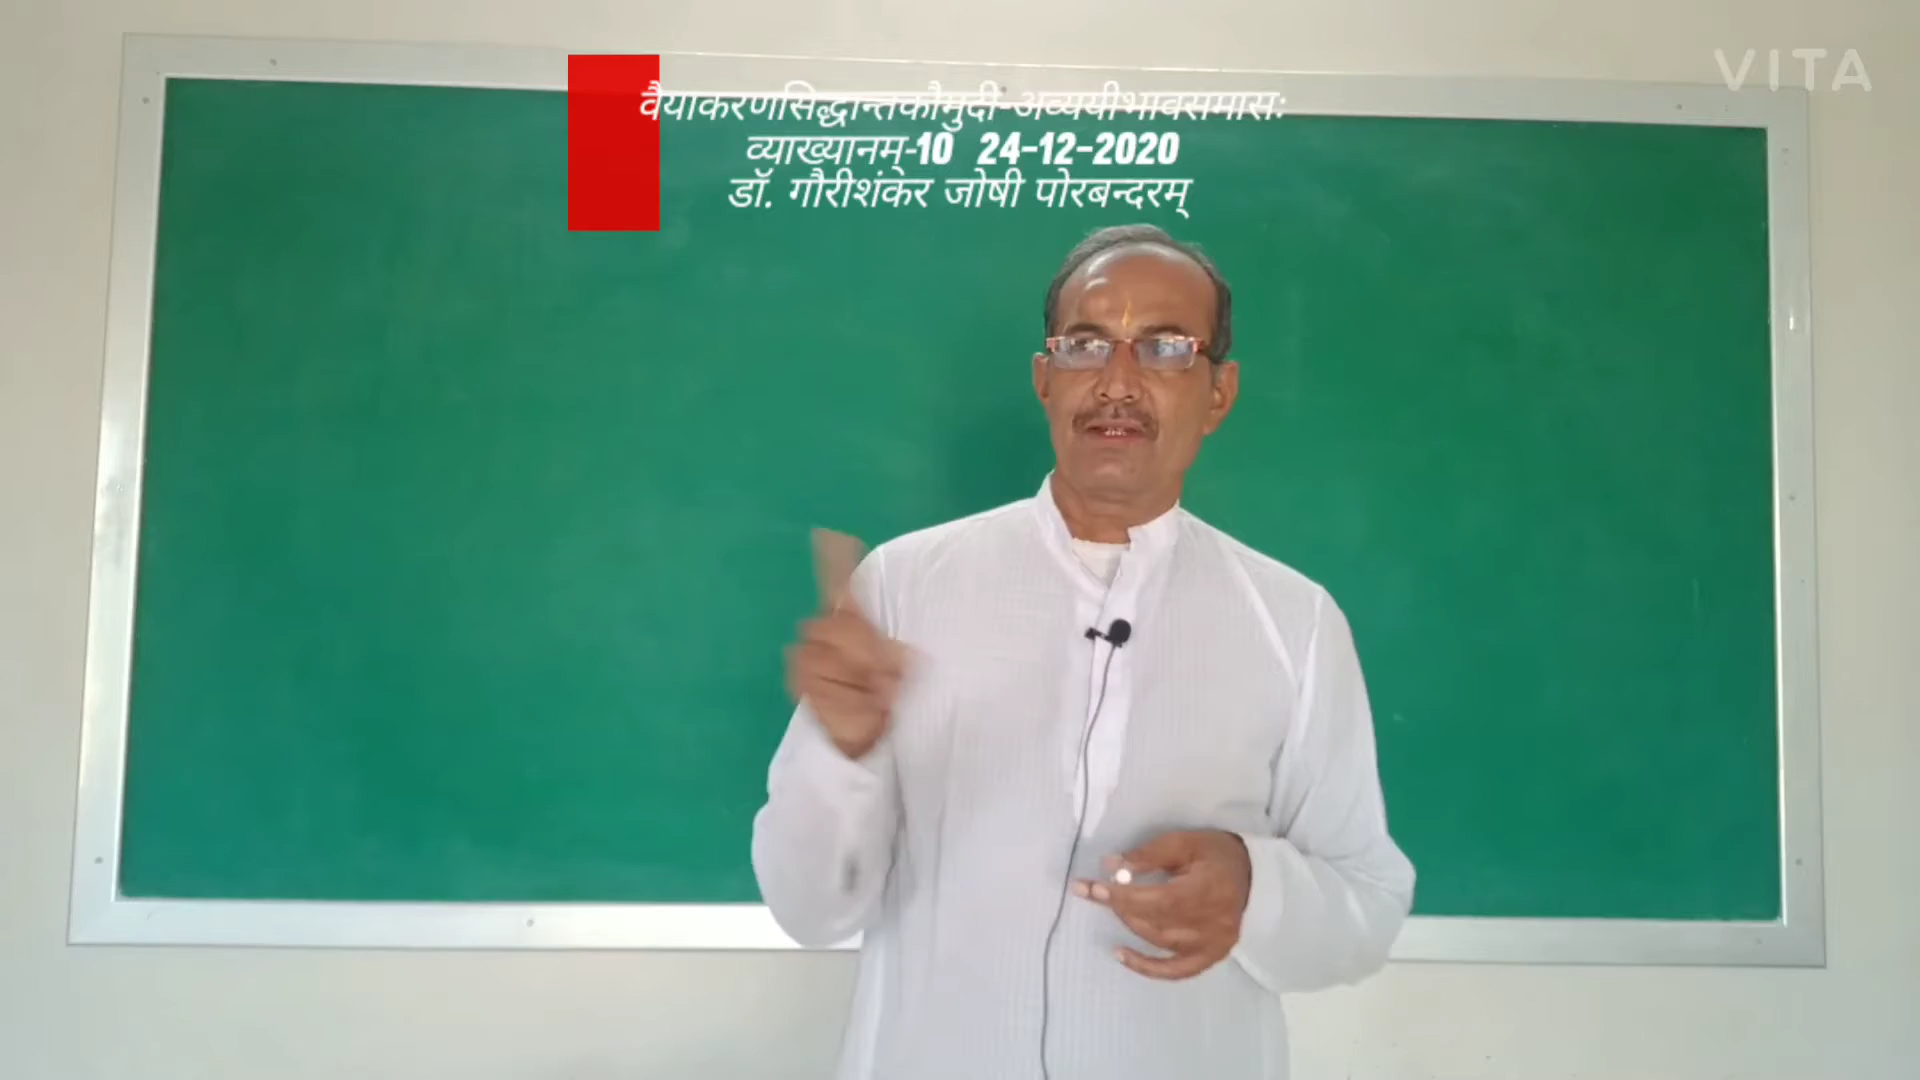 VITA
वैयाकरणसिद्धान्तकौमुदी-अव्ययीभावसमासः
व्याख्यानम्-10 24-12-2020
डॉ. गौरीशंकर जोषी पोरबन्दरम्